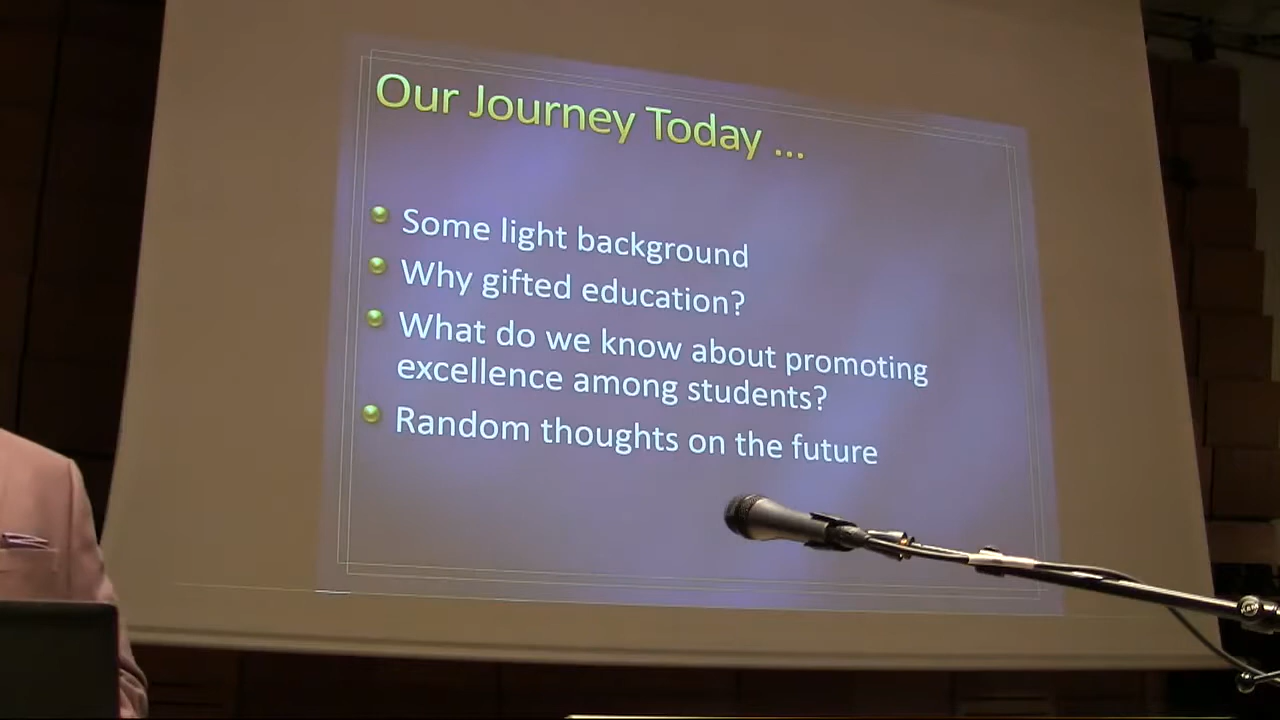 Our Journey Today ...
Some light background
Why gifted education?
What do we know about promoting
excellence among students?
Random thoughts on the future